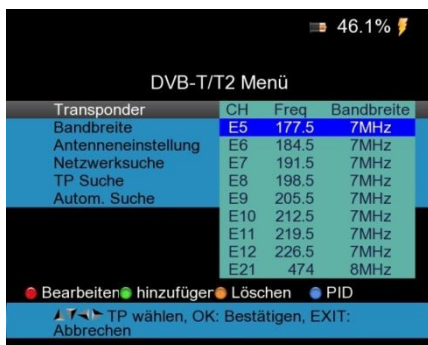 46.1%
DVB-T/T2 Menü
Transponder CH Freq Bandbreite
Bandbreite E5 177.5 7MHz
Antenneneinstellung E6 184.5 7MHz
Netzwerksuche E7 191.5 7MHz
TP Suche E8 198.5 7MHz
Autom. Suche E9 205.5 7MHz
E10 212.5 7MHz
E11 219.5 7MHz
E12 226.5 7MHz
E21 474 8MHz
Bearbeiten hinzufüger Löschen PID
TP wählen, OK: Bestätigen, EXIT:
Abbrechen